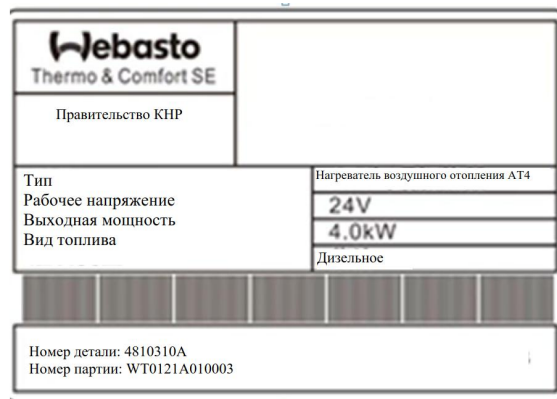 Webasto
Thermo & Comfort SE
Правительство КНР
Тип
Нагреватель воздушного отопления АТ4
Рабочее напряжение
24V
Выходная мощность
4.0kW
Вид топлива
Дизельное
Номер детали: 4810310A
Номер партии: WT0121A010003